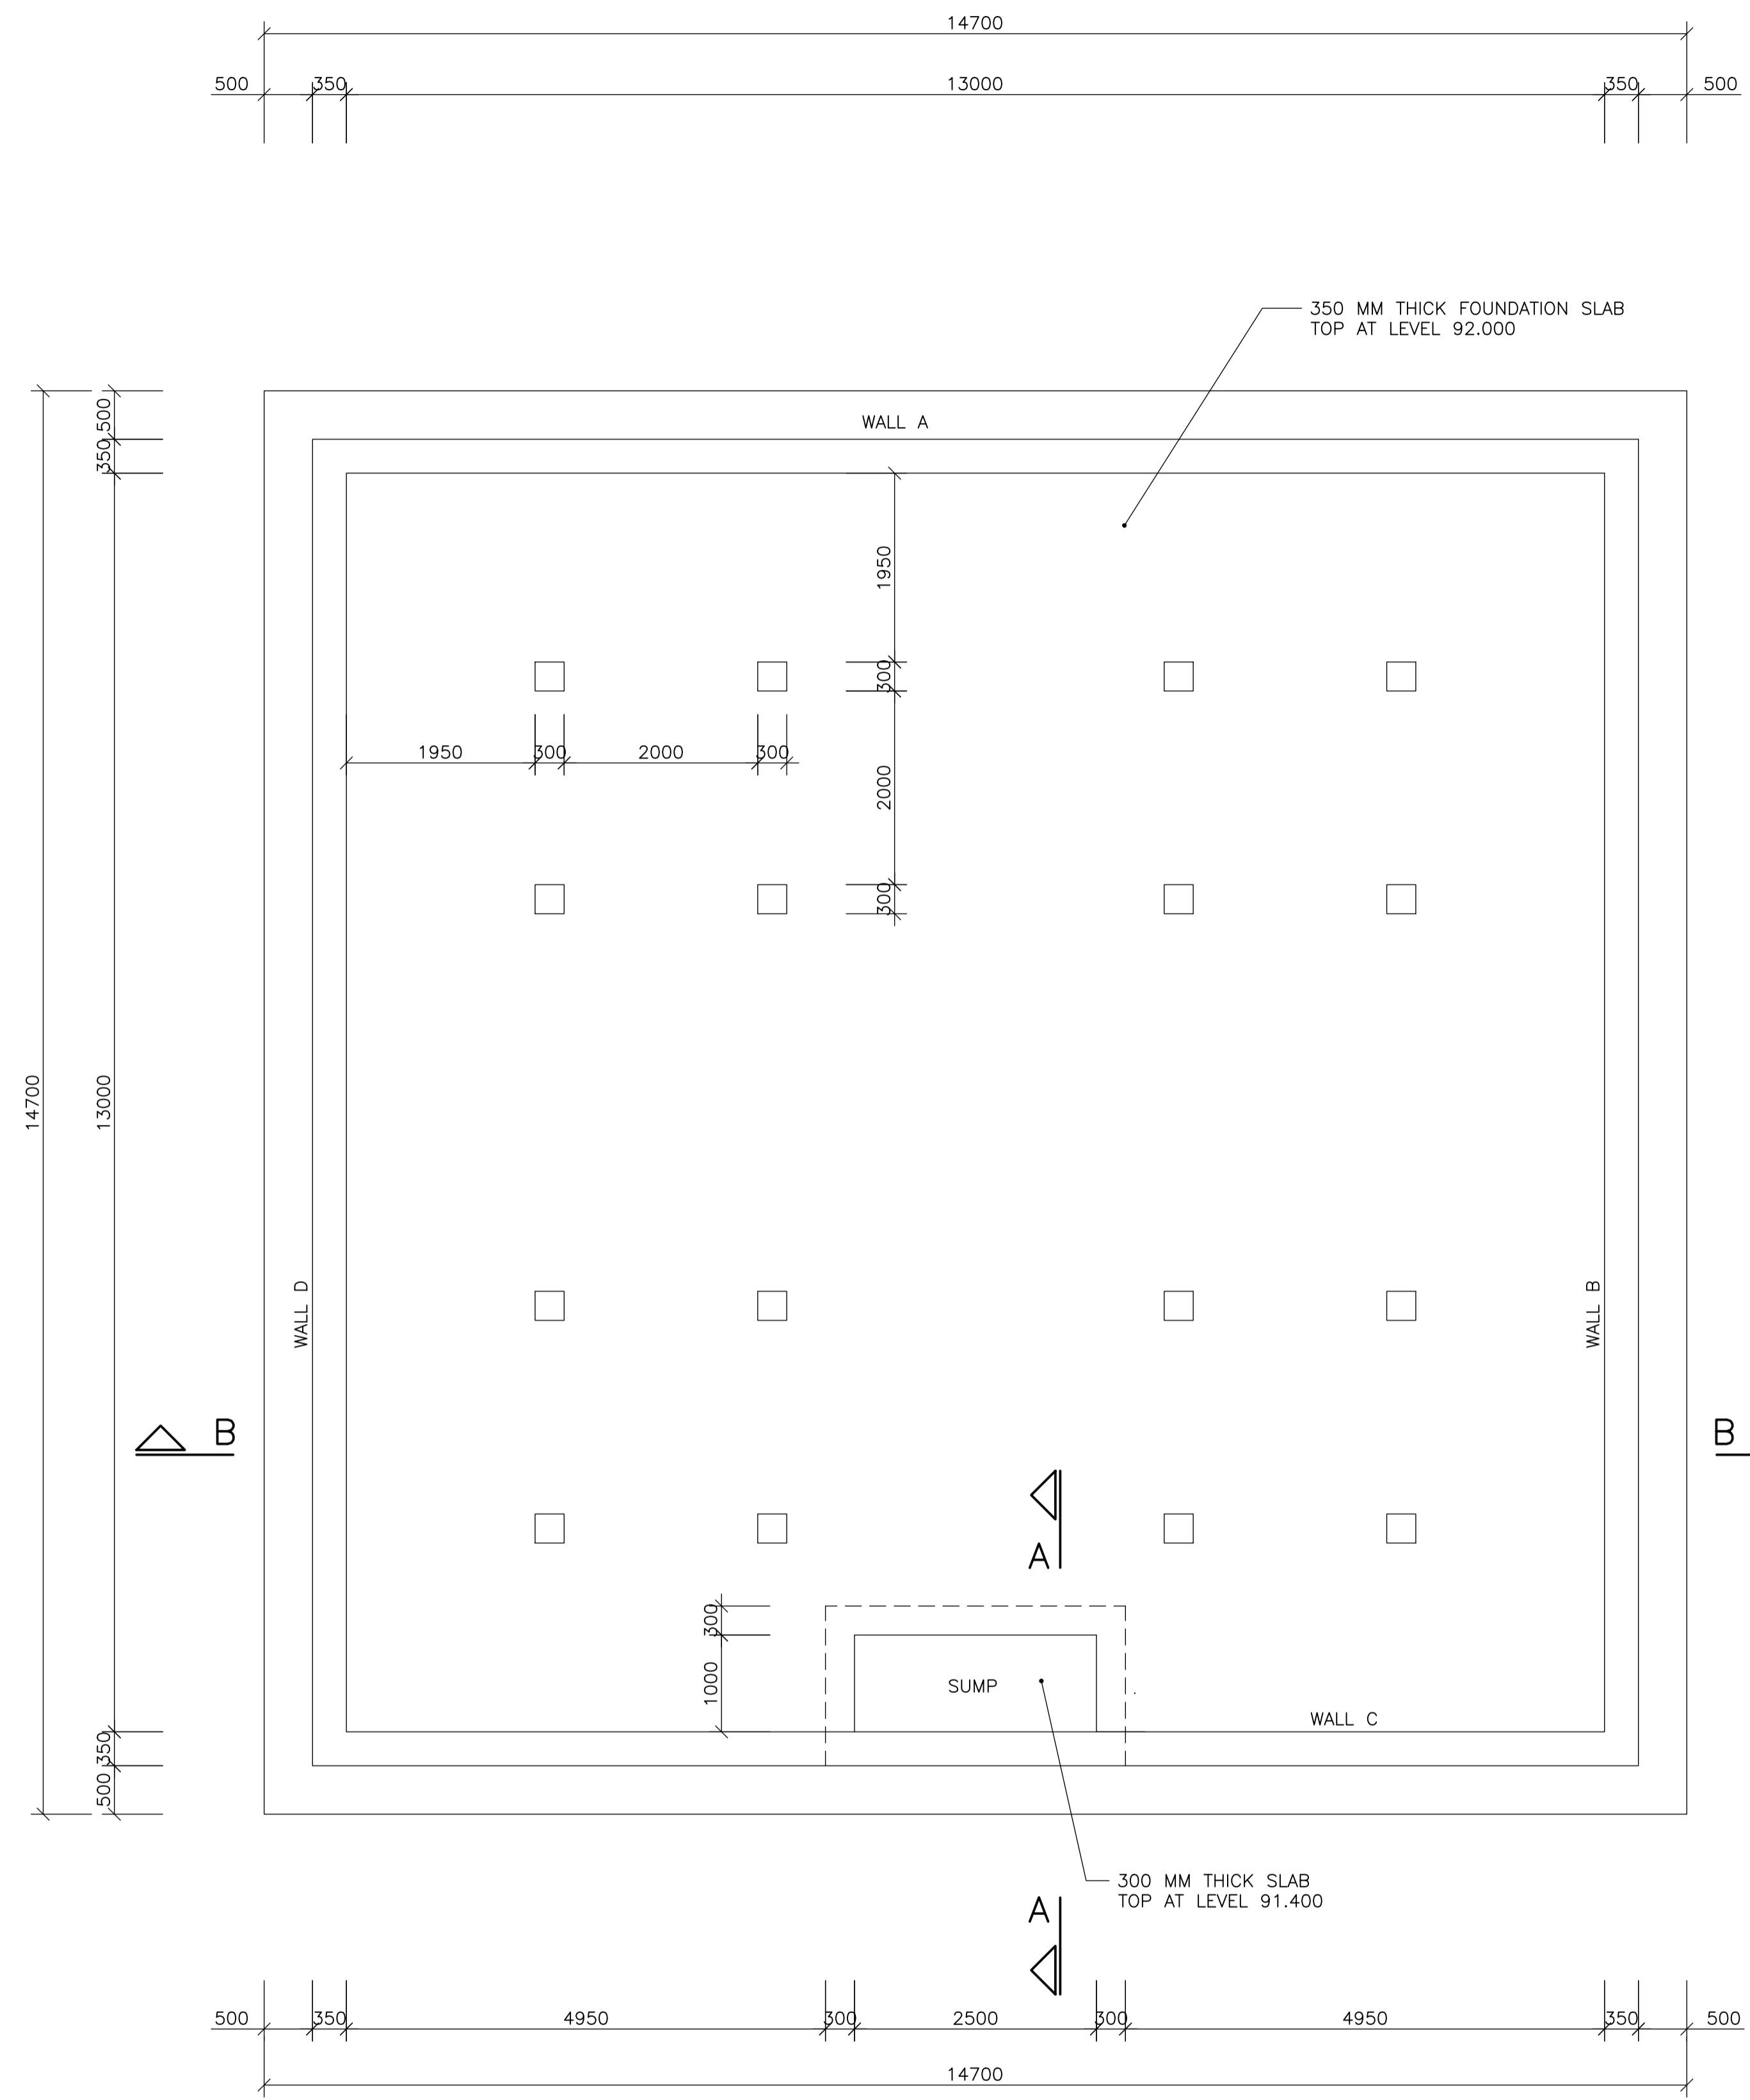 14700
500 350 13000 350 500
350 MM THICK FOUNDATION SLAB
TOP AT LEVEL 92.000
500
WALL A
350
1950
300
1950 300 2000 300
2000
300
14700
13000
WALL D
WALL B
B
B
A
300
1000
SUMP
WALL C
350
500
300 MM THICK SLAB
TOP AT LEVEL 91.400
A
500 350 4950 300 2500 300 4950 350 500
14700